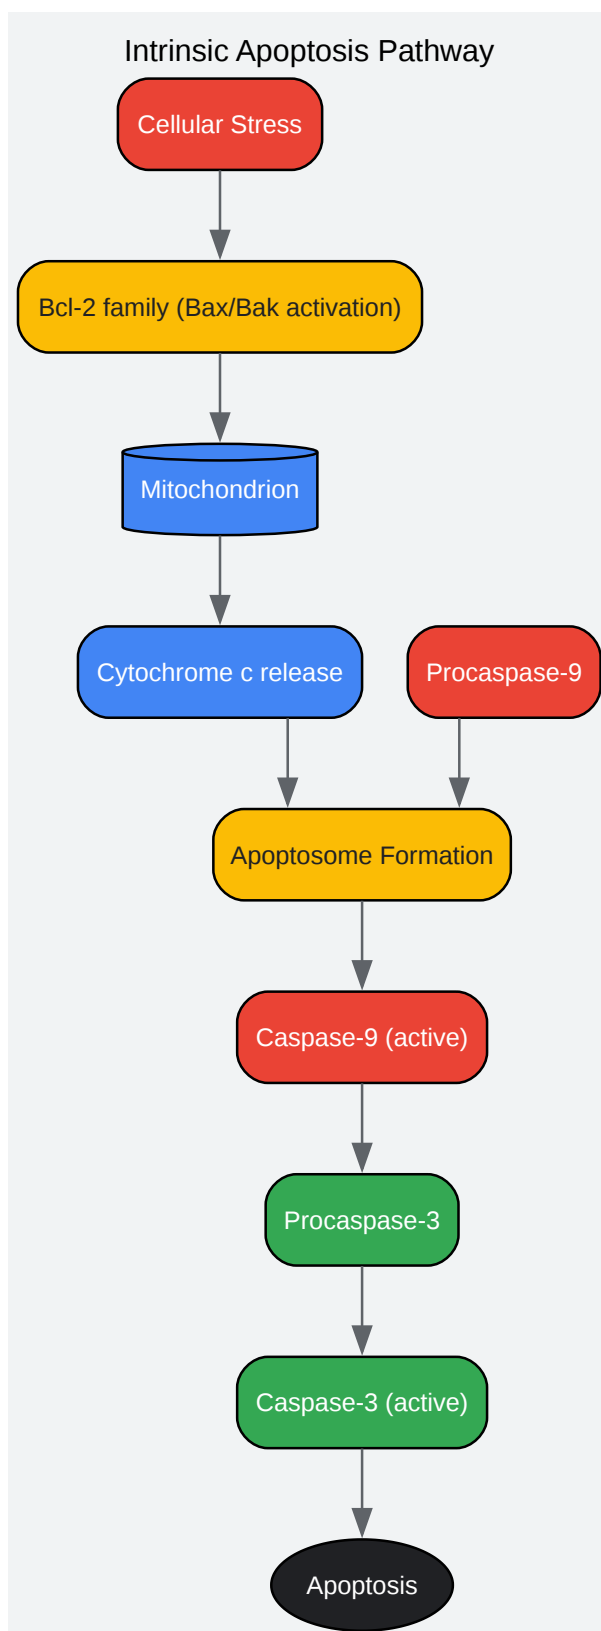 Intrinsic Apoptosis Pathway
Cellular Stress
Bcl-2 family (Bax/Bak activation)
Mitochondrion
Cytochrome c release
Procaspase-9
Apoptosome Formation
Caspase-9 (active)
Procaspase-3
Caspase-3 (active)
Apoptosis